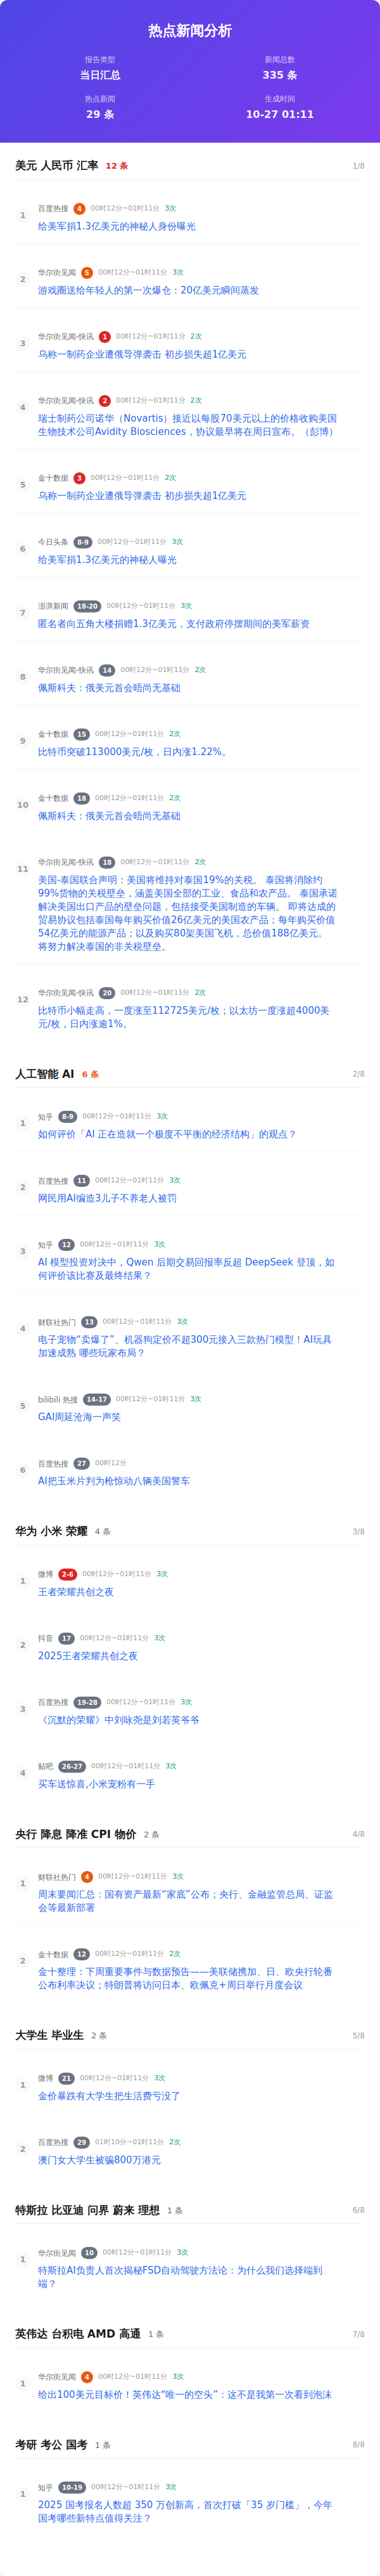 热点新闻分析
报告类型
新闻总数
当日汇总
335 条
热点新闻
生成时间
29 条
10-27 01:11
美元 人民币 汇率 12 条 1/8
1
百度热搜 4 00时12分~01时11分 3次
给美军捐1.3亿美元的神秘人身份曝光
2
华尔街见闻 5 00时12分~01时11分 3次
游戏圈送给年轻人的第一次爆仓：20亿美元瞬间蒸发
3
华尔街见闻-快讯 1 00时12分~01时11分 2次
乌称一制药企业遭俄导弹袭击 初步损失超1亿美元
4
华尔街见闻-快讯 2 00时12分~01时11分 2次
瑞士制药公司诺华（Novartis）接近以每股70美元以上的价格收购美国
生物技术公司Avidity Biosciences，协议最早将在周日宣布。（彭博）
5
金十数据 3 00时12分~01时11分 2次
乌称一制药企业遭俄导弹袭击 初步损失超1亿美元
6
今日头条 8-9 00时12分~01时11分 3次
给美军捐1.3亿美元的神秘人曝光
7
澎湃新闻 18-20 00时12分~01时11分 3次
匿名者向五角大楼捐赠1.3亿美元，支付政府停摆期间的美军薪资
8
华尔街见闻-快讯 14 00时12分~01时11分 2次
佩斯科夫：俄美元首会晤尚无基础
9
金十数据 15 00时12分~01时11分 2次
比特币突破113000美元/枚，日内涨1.22%。
10
金十数据 18 00时12分~01时11分 2次
佩斯科夫：俄美元首会晤尚无基础
11
华尔街见闻-快讯 18 00时12分~01时11分 2次
美国-泰国联合声明：美国将维持对泰国19%的关税。 泰国将消除约
99%货物的关税壁垒，涵盖美国全部的工业、食品和农产品。 泰国承诺
解决美国出口产品的壁垒问题，包括接受美国制造的车辆。 即将达成的
贸易协议包括泰国每年购买价值26亿美元的美国农产品；每年购买价值
54亿美元的能源产品；以及购买80架美国飞机，总价值188亿美元。
将努力解决泰国的非关税壁垒。
12
华尔街见闻-快讯 20 00时12分~01时11分 2次
比特币小幅走高，一度涨至112725美元/枚；以太坊一度涨超4000美
元/枚，日内涨逾1%。
人工智能 AI 6 条 2/8
1
知乎 8-9 00时12分~01时11分 3次
如何评价「AI 正在造就一个极度不平衡的经济结构」的观点？
2
百度热搜 11 00时12分~01时11分 3次
网民用AI编造3儿子不养老人被罚
3
知乎 12 00时12分~01时11分 3次
AI 模型投资对决中，Qwen 后期交易回报率反超 DeepSeek 登顶，如
何评价该比赛及最终结果？
4
财联社热门 13 00时12分~01时11分 3次
电子宠物“卖爆了”、机器狗定价不超300元接入三款热门模型！AI玩具
加速成熟 哪些玩家布局？
5
bilibili 热搜 14-17 00时12分~01时11分 3次
GAI周延沧海一声笑
6
百度热搜 27 00时12分
AI把玉米片判为枪惊动八辆美国警车
华为 小米 荣耀 4 条 3/8
1
微博 2-6 00时12分~01时11分 3次
王者荣耀共创之夜
2
抖音 17 00时12分~01时11分 3次
2025王者荣耀共创之夜
3
百度热搜 19-28 00时12分~01时11分 3次
《沉默的荣耀》中刘咏尧是刘若英爷爷
4
贴吧 26-27 00时12分~01时11分 3次
买车送惊喜,小米宠粉有一手
央行 降息 降准 CPI 物价 2 条 4/8
1
财联社热门 4 00时12分~01时11分 3次
周末要闻汇总：国有资产最新“家底”公布；央行、金融监管总局、证监
会等最新部署
2
金十数据 12 00时12分~01时11分 2次
金十整理：下周重要事件与数据预告——美联储携加、日、欧央行轮番
公布利率决议；特朗普将访问日本、欧佩克+周日举行月度会议
大学生 毕业生 2 条 5/8
1
微博 21 00时12分~01时11分 3次
金价暴跌有大学生把生活费亏没了
2
百度热搜 29 01时10分~01时11分 2次
澳门女大学生被骗800万港元
特斯拉 比亚迪 问界 蔚来 理想 1 条 6/8
1
华尔街见闻 10 00时12分~01时11分 3次
特斯拉AI负责人首次揭秘FSD自动驾驶方法论：为什么我们选择端到
端？
英伟达 台积电 AMD 高通 1 条 7/8
1
华尔街见闻 4 00时12分~01时11分 3次
给出100美元目标价！英伟达“唯一的空头”：这不是我第一次看到泡沫
考研 考公 国考 1 条 8/8
1
知乎 10-19 00时12分~01时11分 3次
2025 国考报名人数超 350 万创新高，首次打破「35 岁门槛」，今年
国考哪些新特点值得关注？